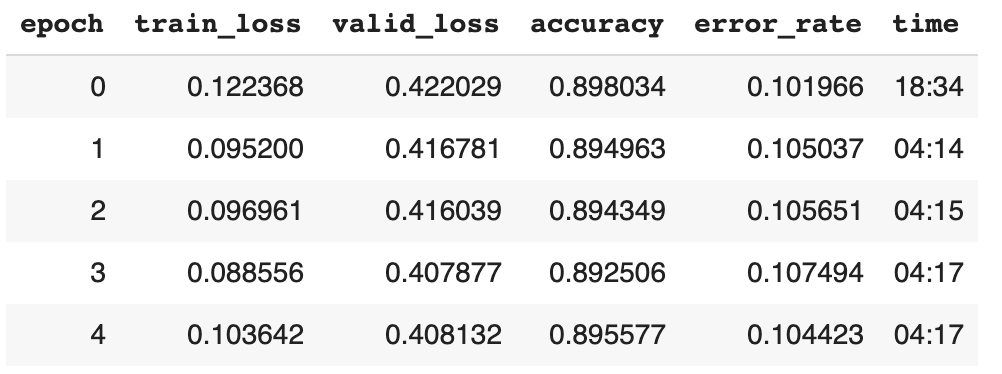 epoch train_loss valid_loss accuracy error_rate time
0 0.122368 0.422029 0.898034 0.101966 18:34
1 0.095200 0.416781 0.894963 0.105037 04:14
2 0.096961 0.416039 0.894349 0.105651 04:15
3 0.088556 0.407877 0.892506 0.107494 04:17
4 0.103642 0.408132 0.895577 0.104423 04:17